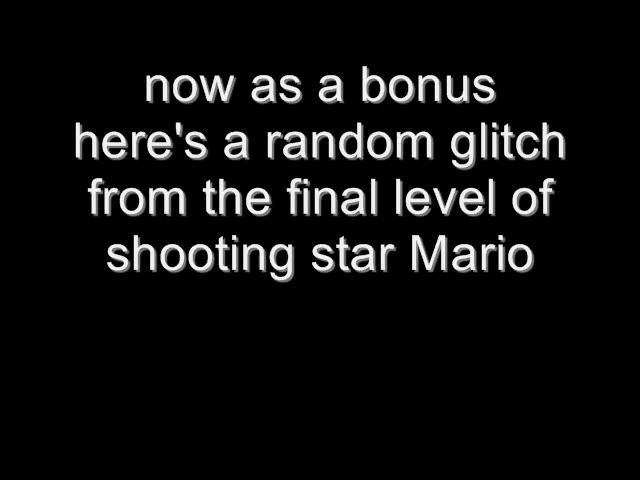 now as a bonus
here's a random glitch
from the final level of
shooting star Mario